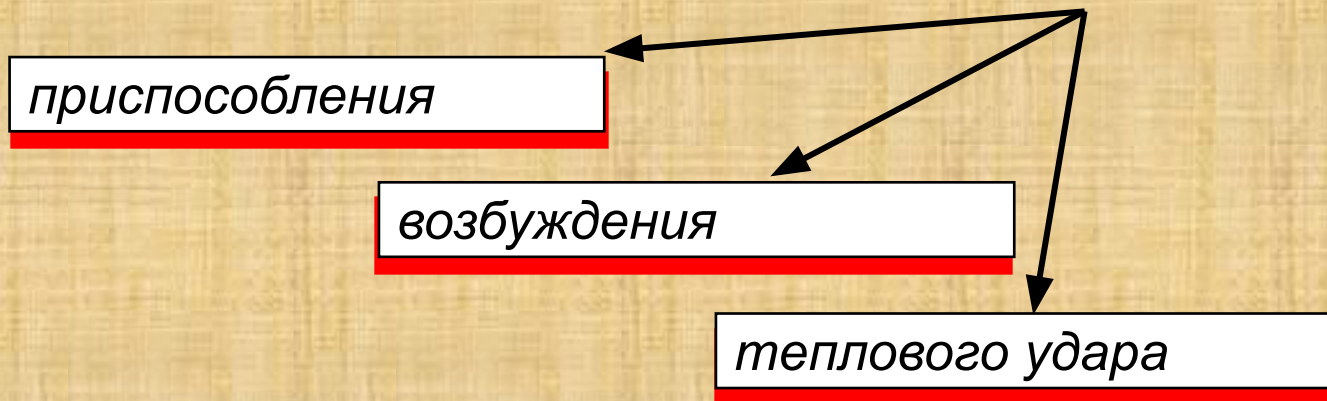 приспособления
возбуждения
теплового удара